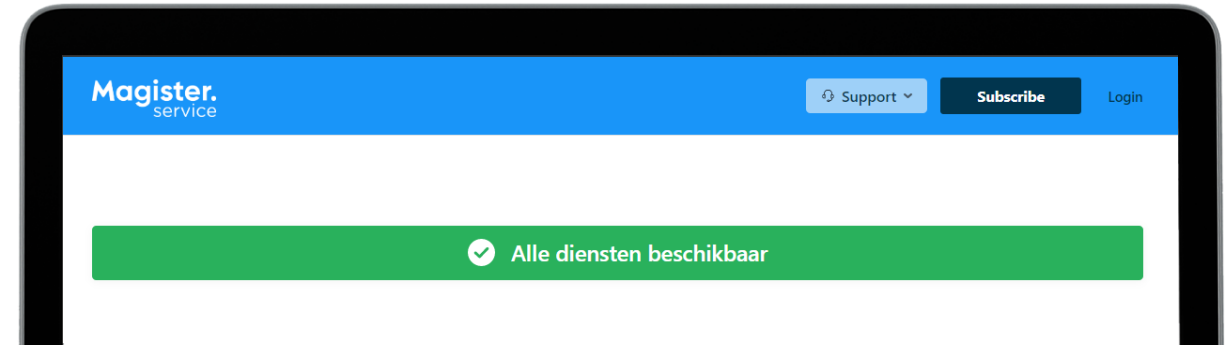 Magister.
service
Support
Subscribe
Login
Alle diensten beschikbaar